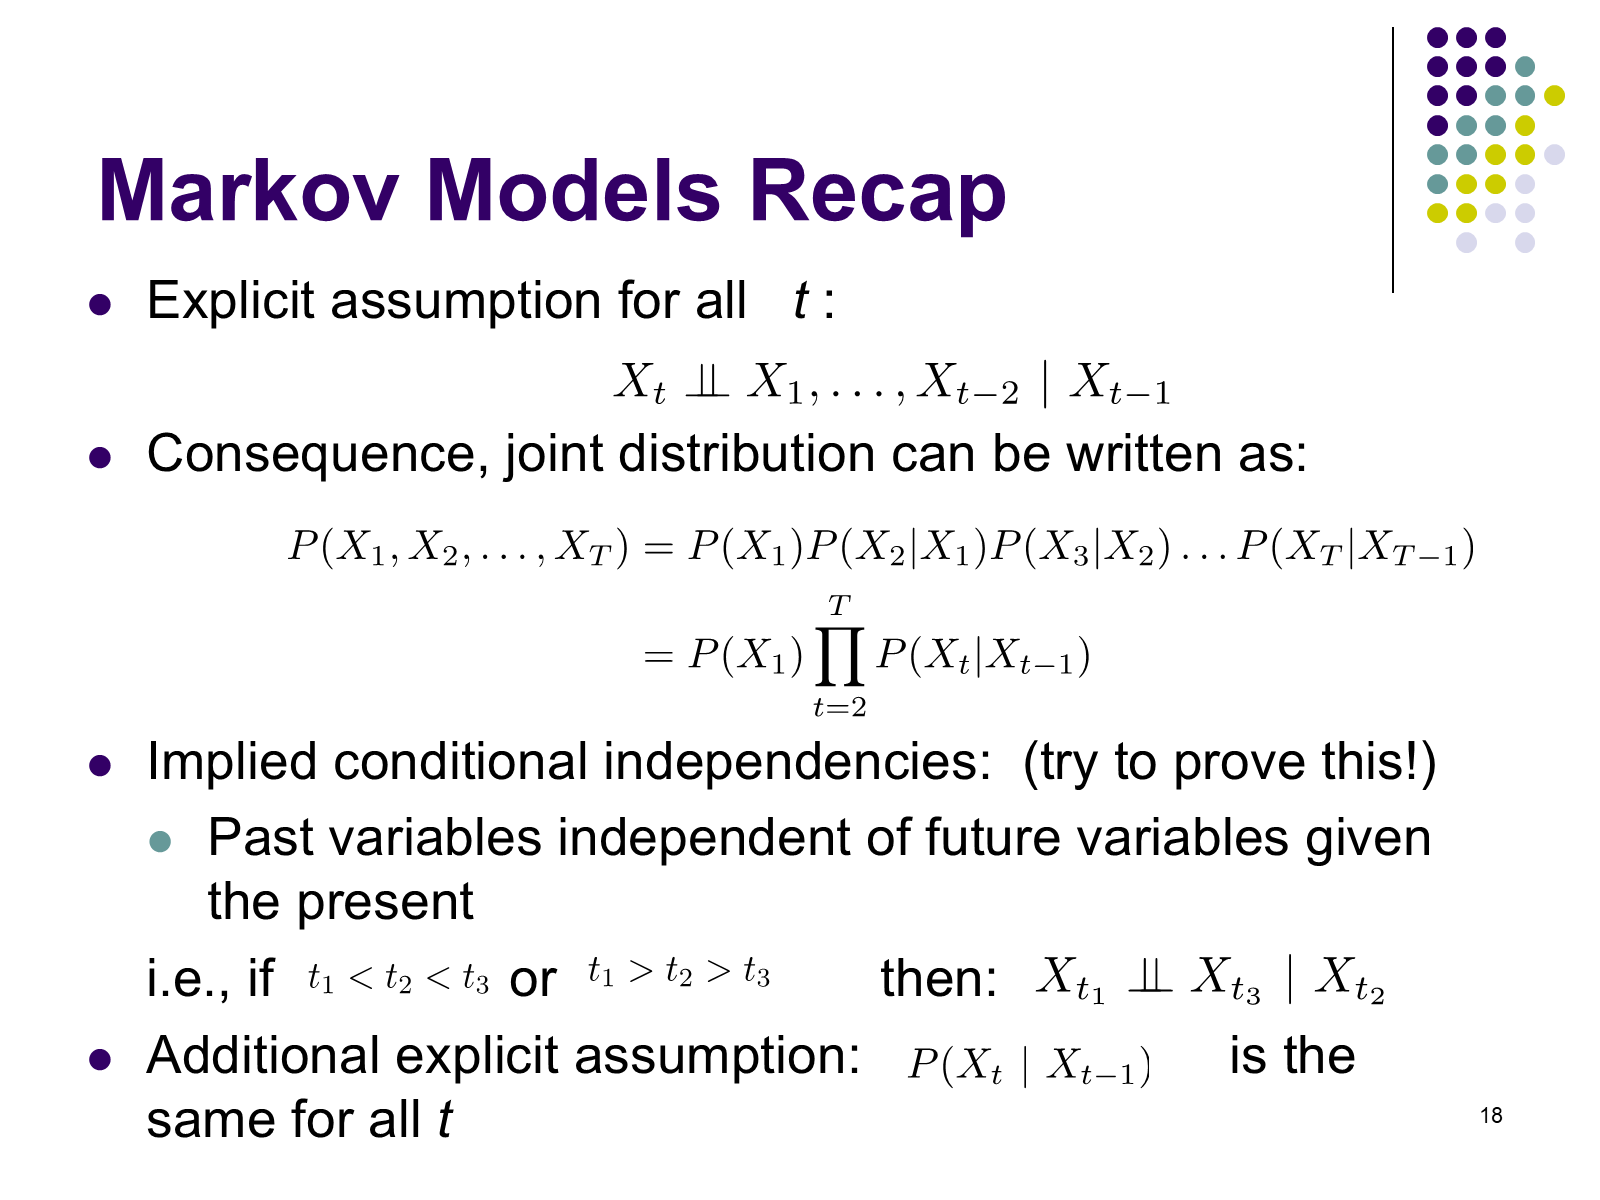 Markov Models Recap
Explicit assumption for all t :
X_t ⫫ X_1, . . . , X_{t−2} | X_{t−1}
Consequence, joint distribution can be written as:
P(X_1, X_2, . . . , X_T) = P(X_1)P(X_2|X_1)P(X_3|X_2) . . . P(X_T|X_{T−1})
= P(X_1) ∏_{t=2}^{T} P(X_t|X_{t−1})
Implied conditional independencies: (try to prove this!)
Past variables independent of future variables given
the present
i.e., if t_1 < t_2 < t_3 or t_1 > t_2 > t_3 then: X_{t_1} ⫫ X_{t_3} | X_{t_2}
Additional explicit assumption: P(X_t | X_{t−1}) is the
same for all t
18